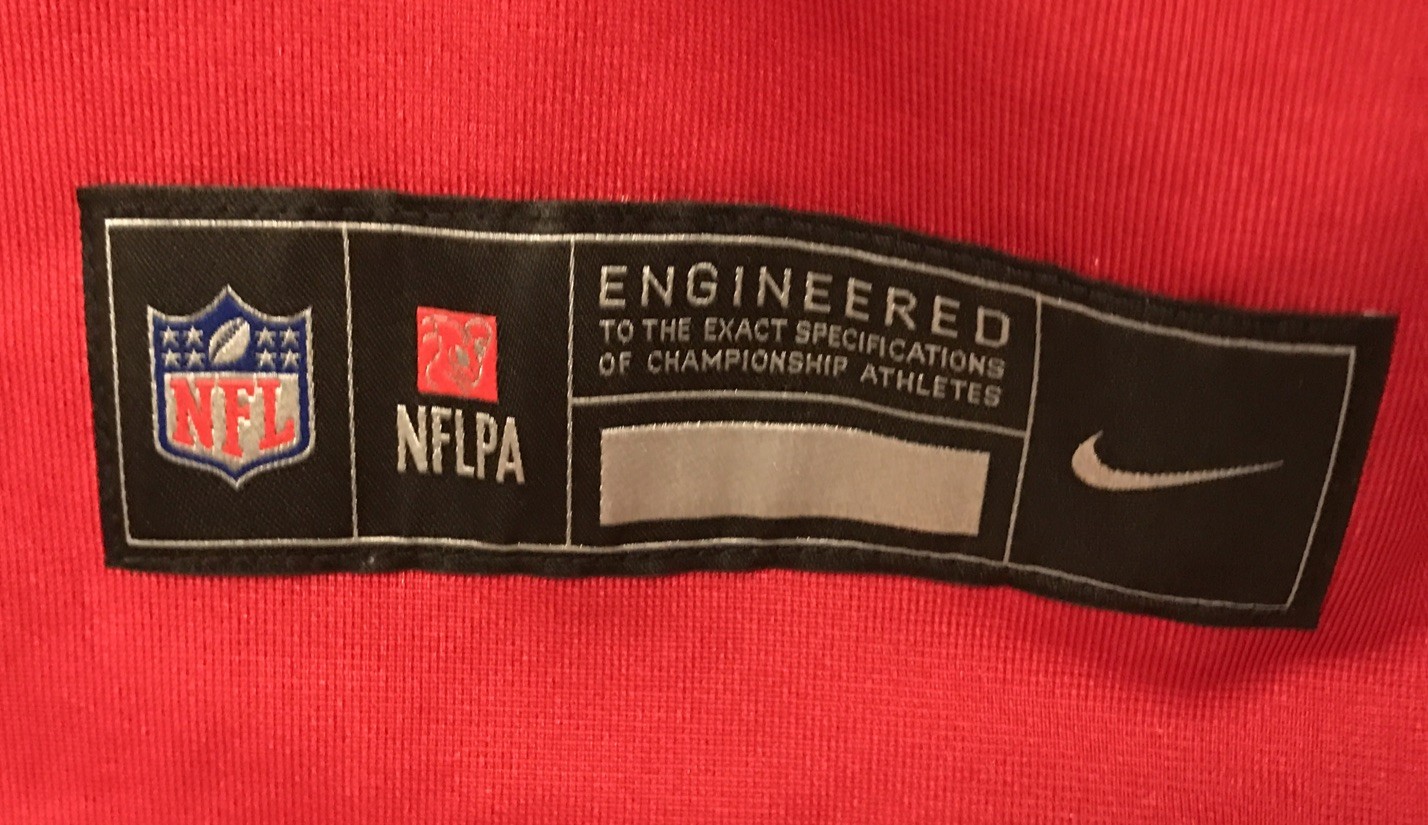 NFL
NFLPA
ENGINEERED
TO THE EXACT SPECIFICATIONS
OF CHAMPIONSHIP ATHLETES